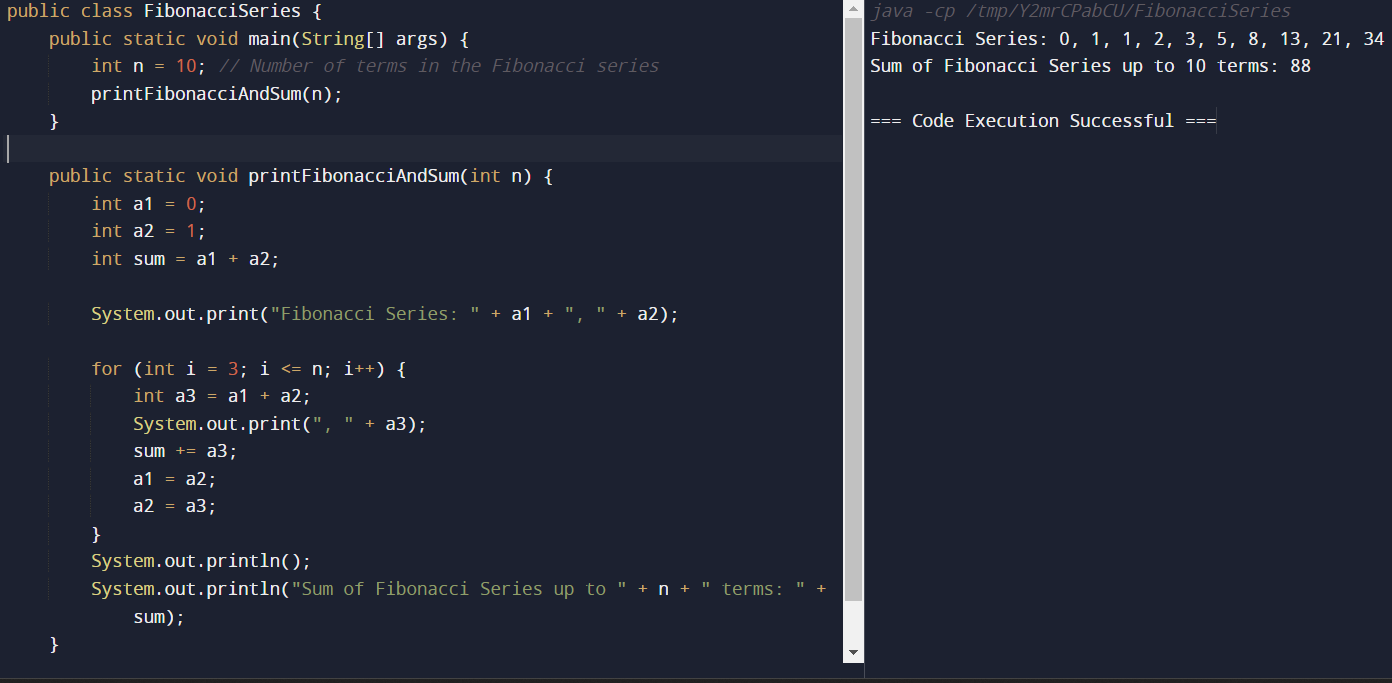 public class FibonacciSeries {
    public static void main(String[] args) {
        int n = 10; // Number of terms in the Fibonacci series
        printFibonacciAndSum(n);
    }

    public static void printFibonacciAndSum(int n) {
        int a1 = 0;
        int a2 = 1;
        int sum = a1 + a2;

        System.out.print("Fibonacci Series: " + a1 + ", " + a2);

        for (int i = 3; i <= n; i++) {
            int a3 = a1 + a2;
            System.out.print(", " + a3);
            sum += a3;
            a1 = a2;
            a2 = a3;
        }
        System.out.println();
        System.out.println("Sum of Fibonacci Series up to " + n + " terms: " +
            sum);
    }
java -cp /tmp/Y2mrCPabCU/FibonacciSeries
Fibonacci Series: 0, 1, 1, 2, 3, 5, 8, 13, 21, 34
Sum of Fibonacci Series up to 10 terms: 88

=== Code Execution Successful ===